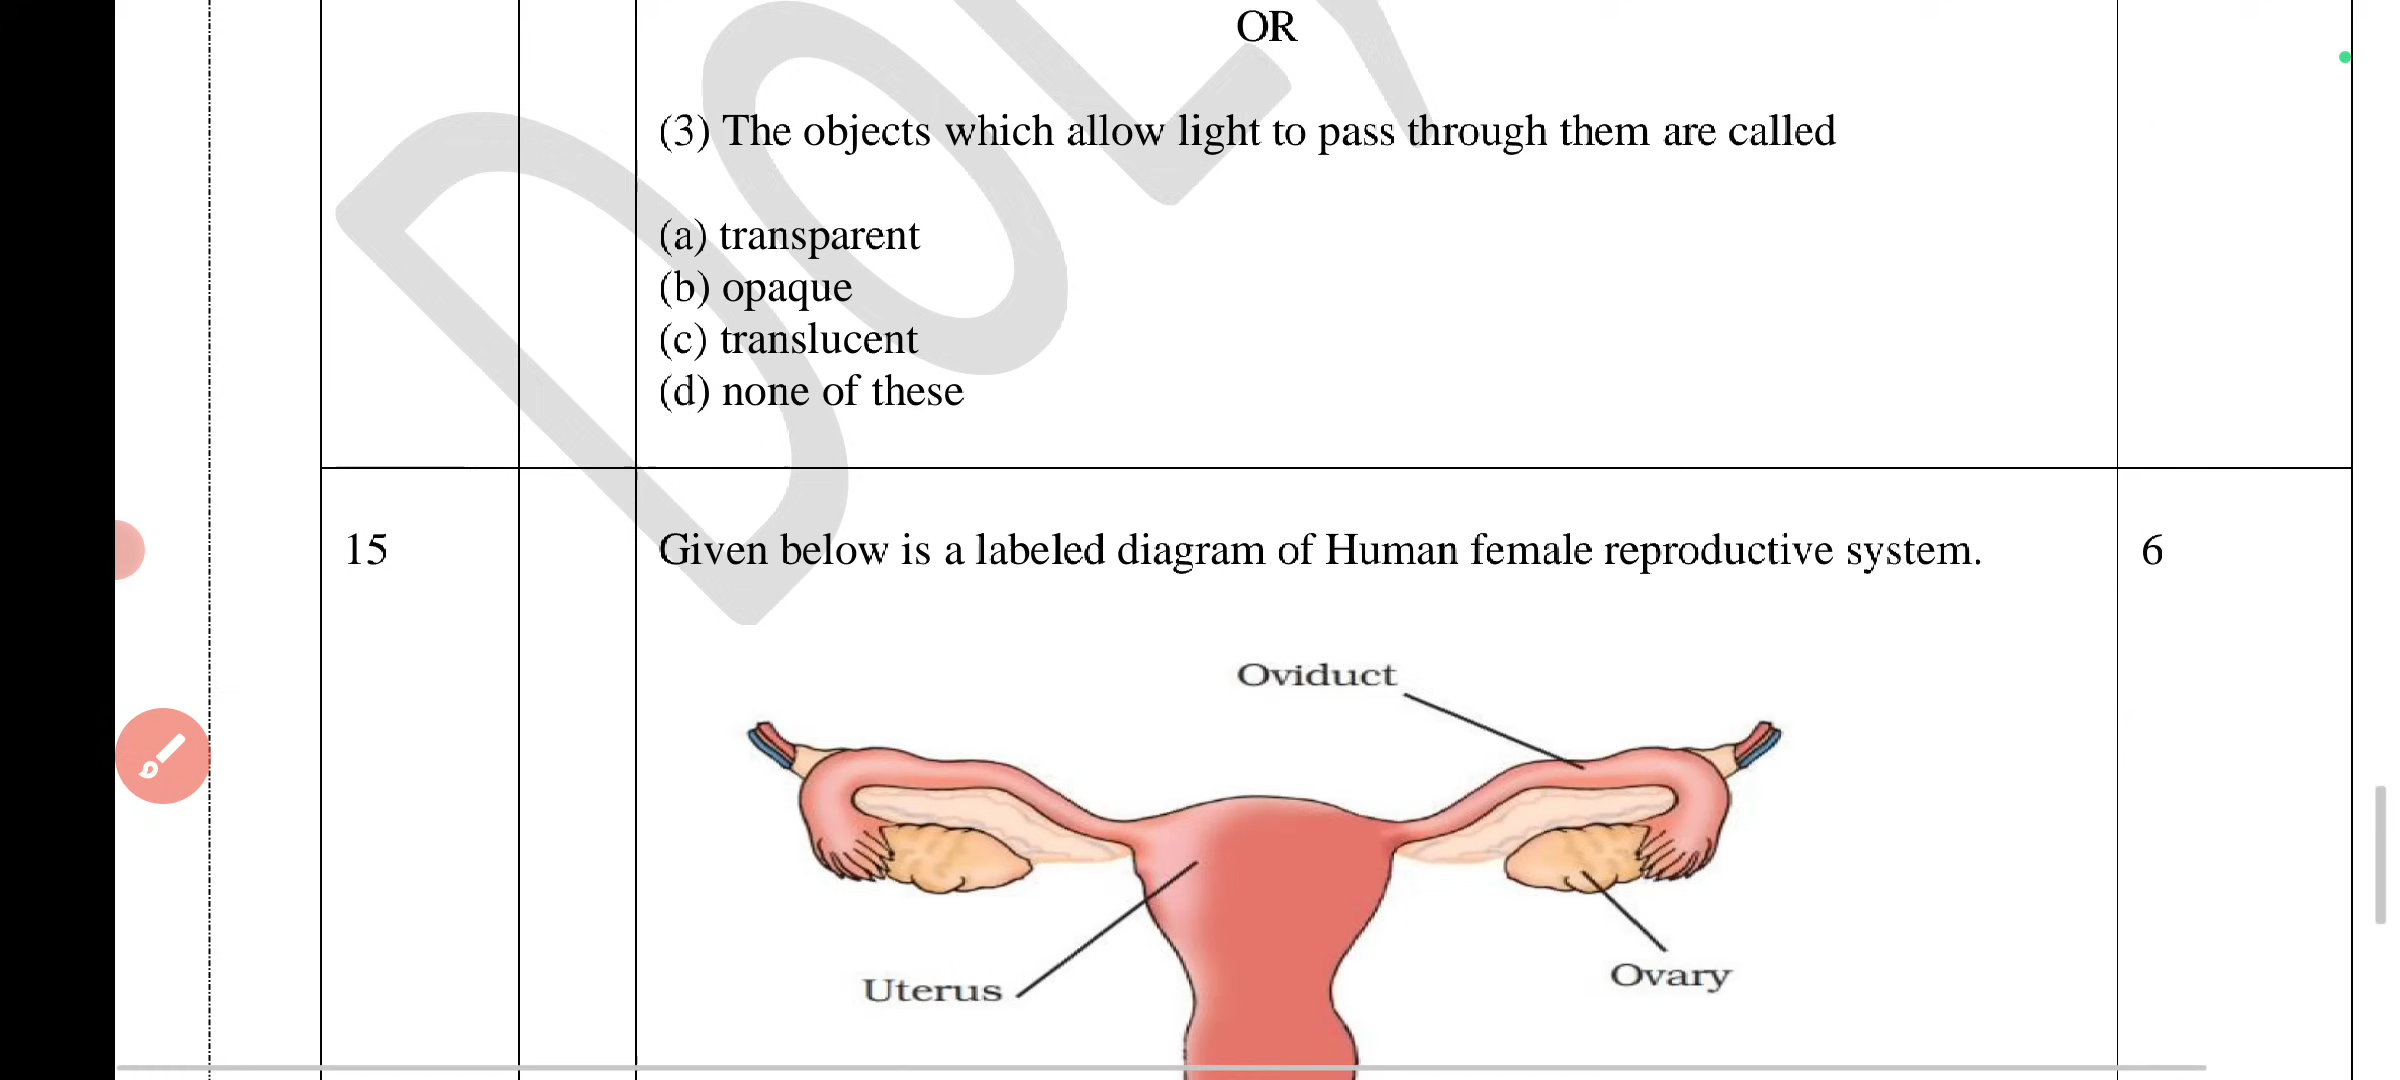 OR
(3) The objects which allow light to pass through them are called
(a) transparent
(b) opaque
(c) translucent
(d) none of these
15 Given below is a labeled diagram of Human female reproductive system. 6
Oviduct
Uterus
Ovary